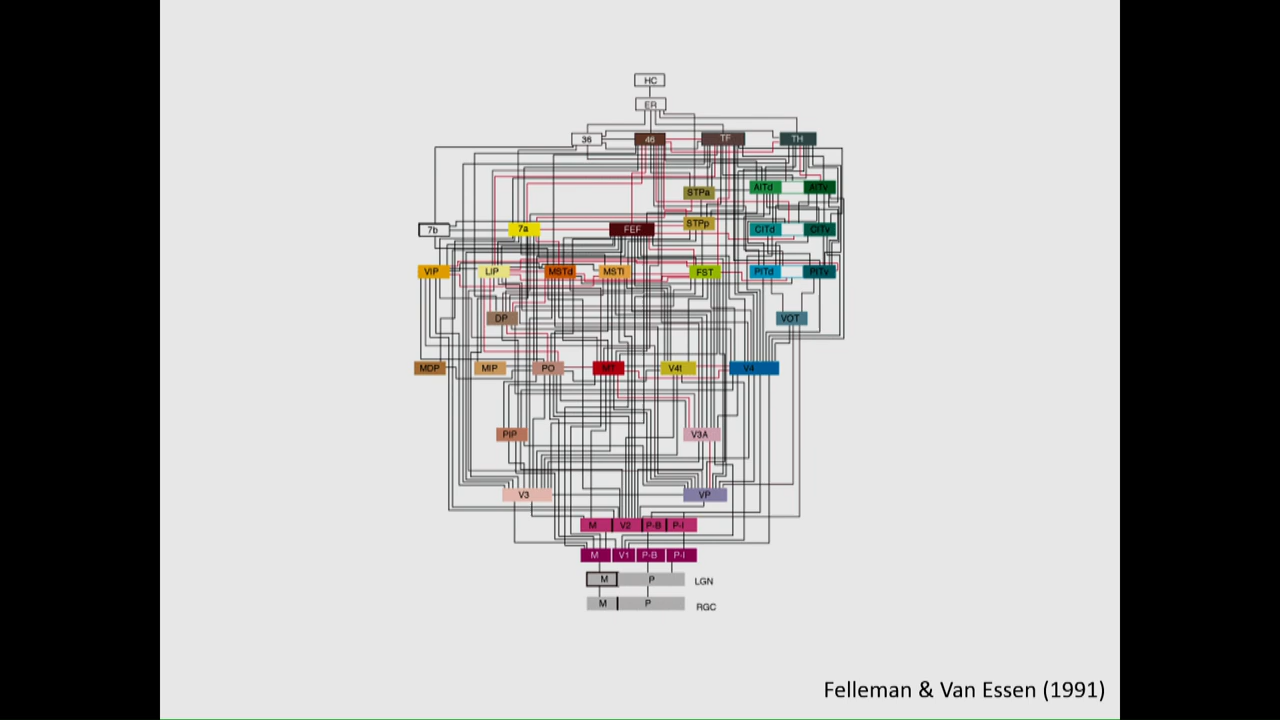 HC
ER
36 46 TF TH
STPa AITd AITv
7b 7a FEF STPp CITd CITv
VIP LIP MSTd MSTl FST PITd PITv
DP VOT
MDP MIP PO MT V4t V4
PIP V3A
V3 VP
M V2 P-B P-I
M V1 P-B P-I
M P LGN
M P RGC
Felleman & Van Essen (1991)